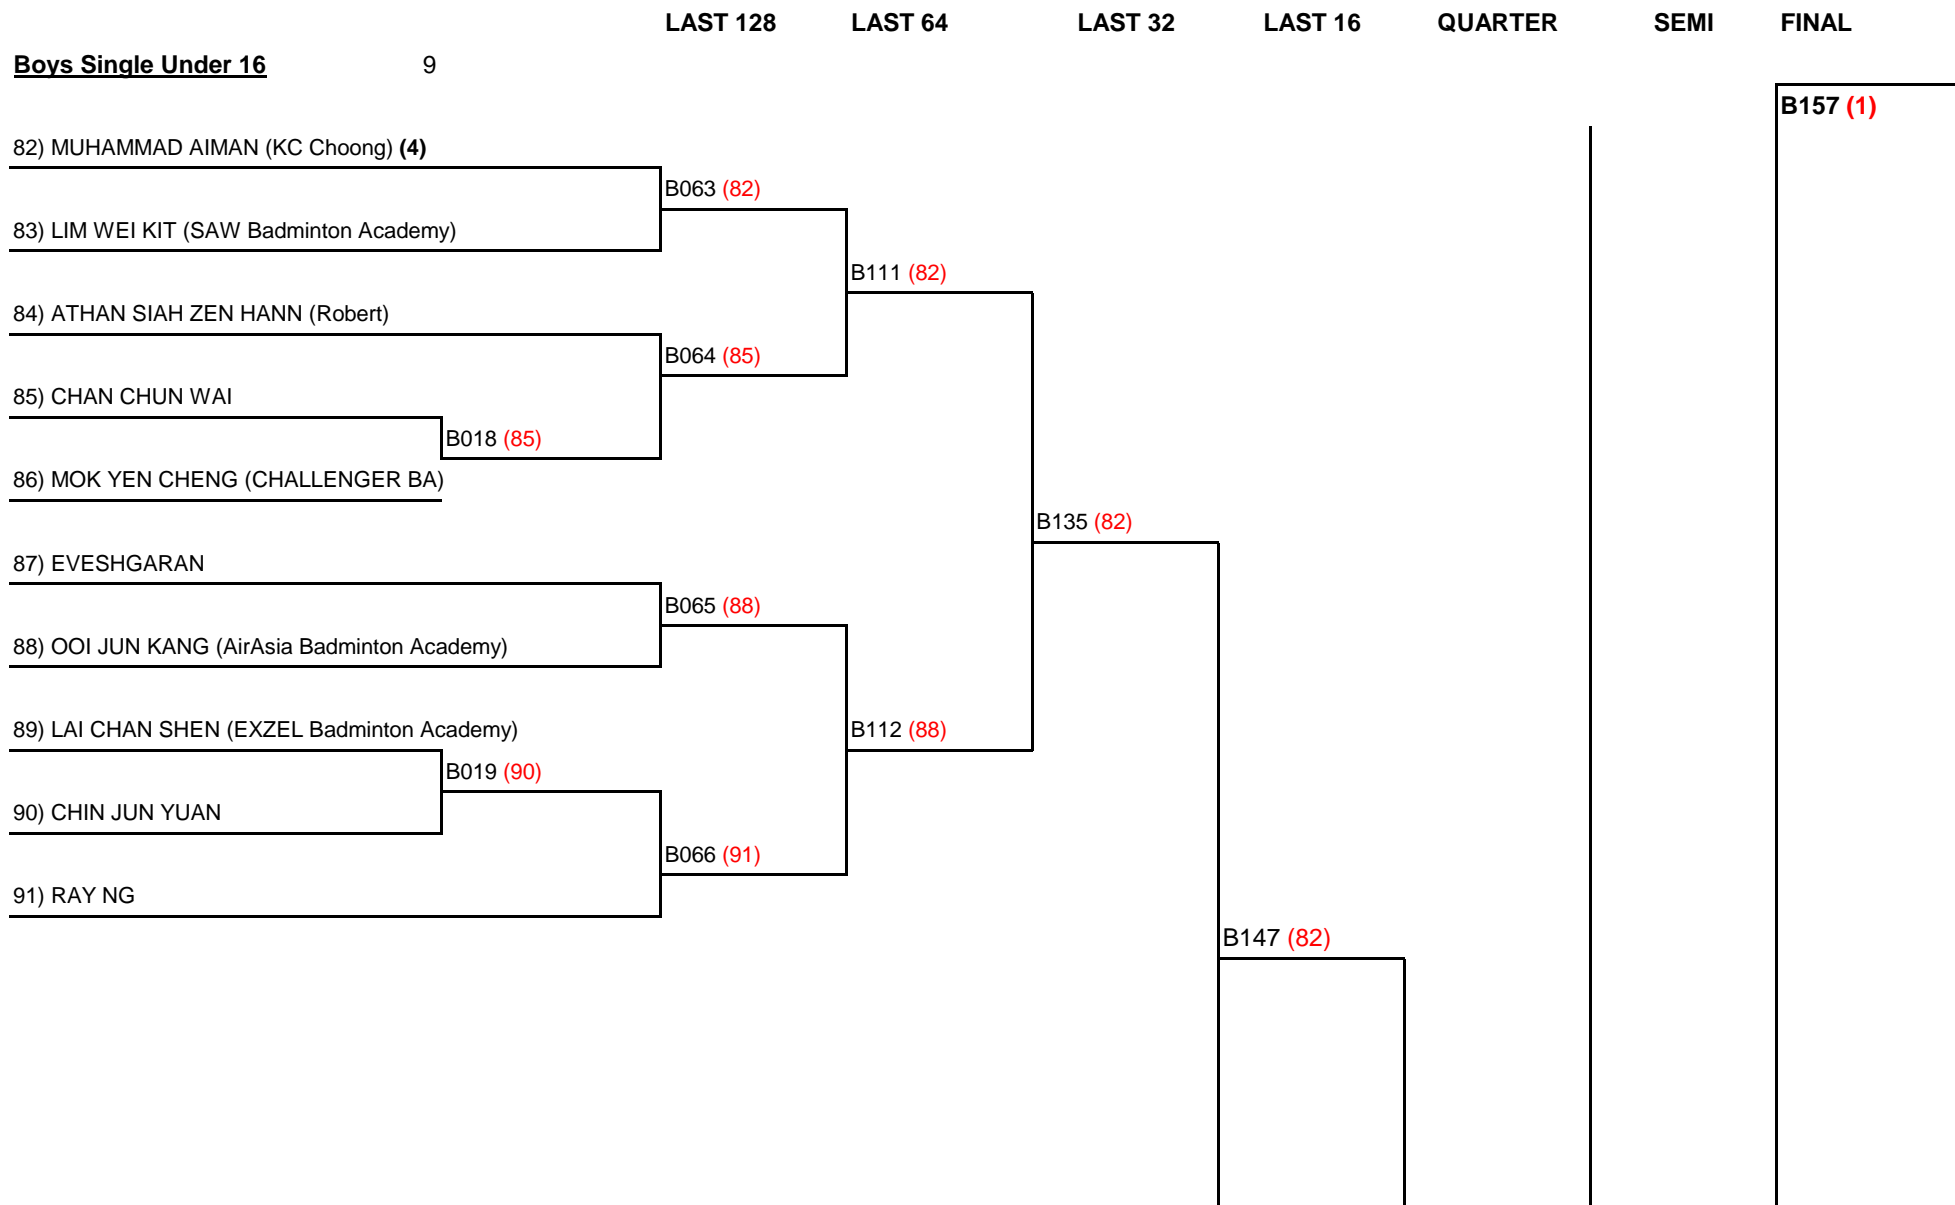 LAST 128 LAST 64 LAST 32 LAST 16 QUARTER SEMI FINAL
Boys Single Under 16 9
B157 (1)
82) MUHAMMAD AIMAN (KC Choong) (4)
B063 (82)
83) LIM WEI KIT (SAW Badminton Academy)
B111 (82)
84) ATHAN SIAH ZEN HANN (Robert)
B064 (85)
85) CHAN CHUN WAI
B018 (85)
86) MOK YEN CHENG (CHALLENGER BA)
B135 (82)
87) EVESHGARAN
B065 (88)
88) OOI JUN KANG (AirAsia Badminton Academy)
89) LAI CHAN SHEN (EXZEL Badminton Academy)
B112 (88)
B019 (90)
90) CHIN JUN YUAN
B066 (91)
91) RAY NG
B147 (82)